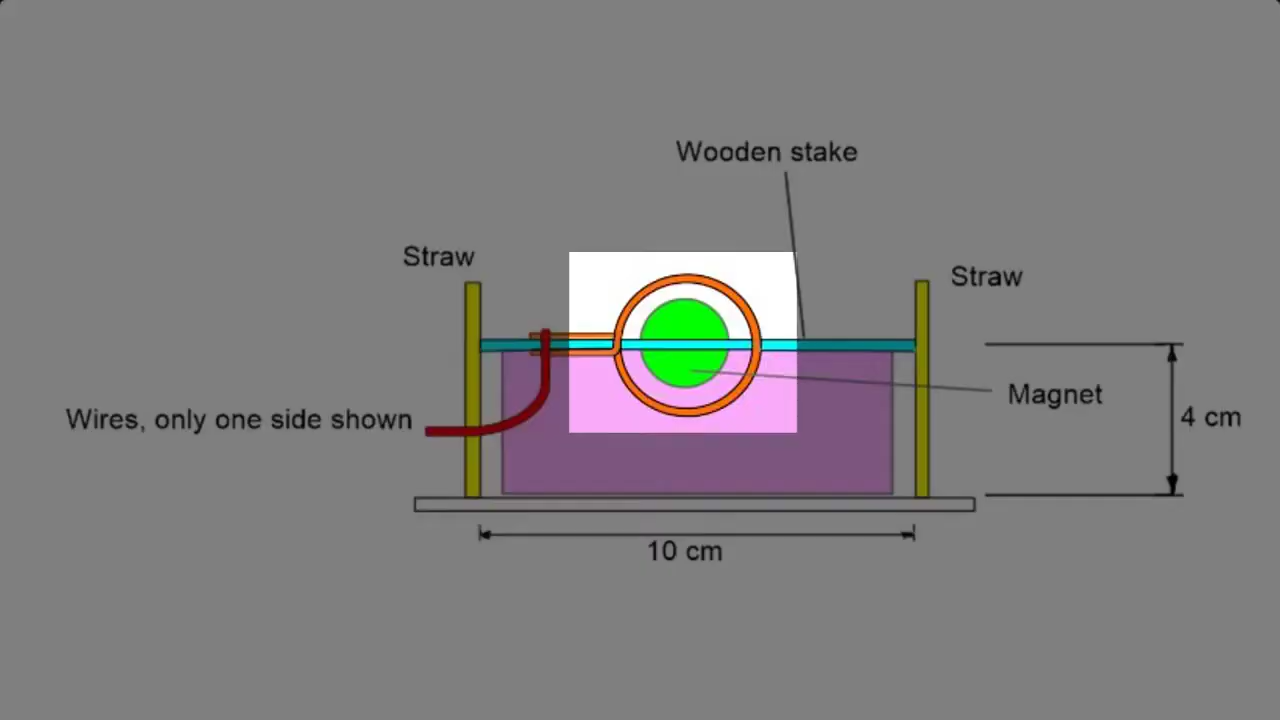 Wooden stake
Straw
Straw
Magnet
Wires, only one side shown
4 cm
10 cm